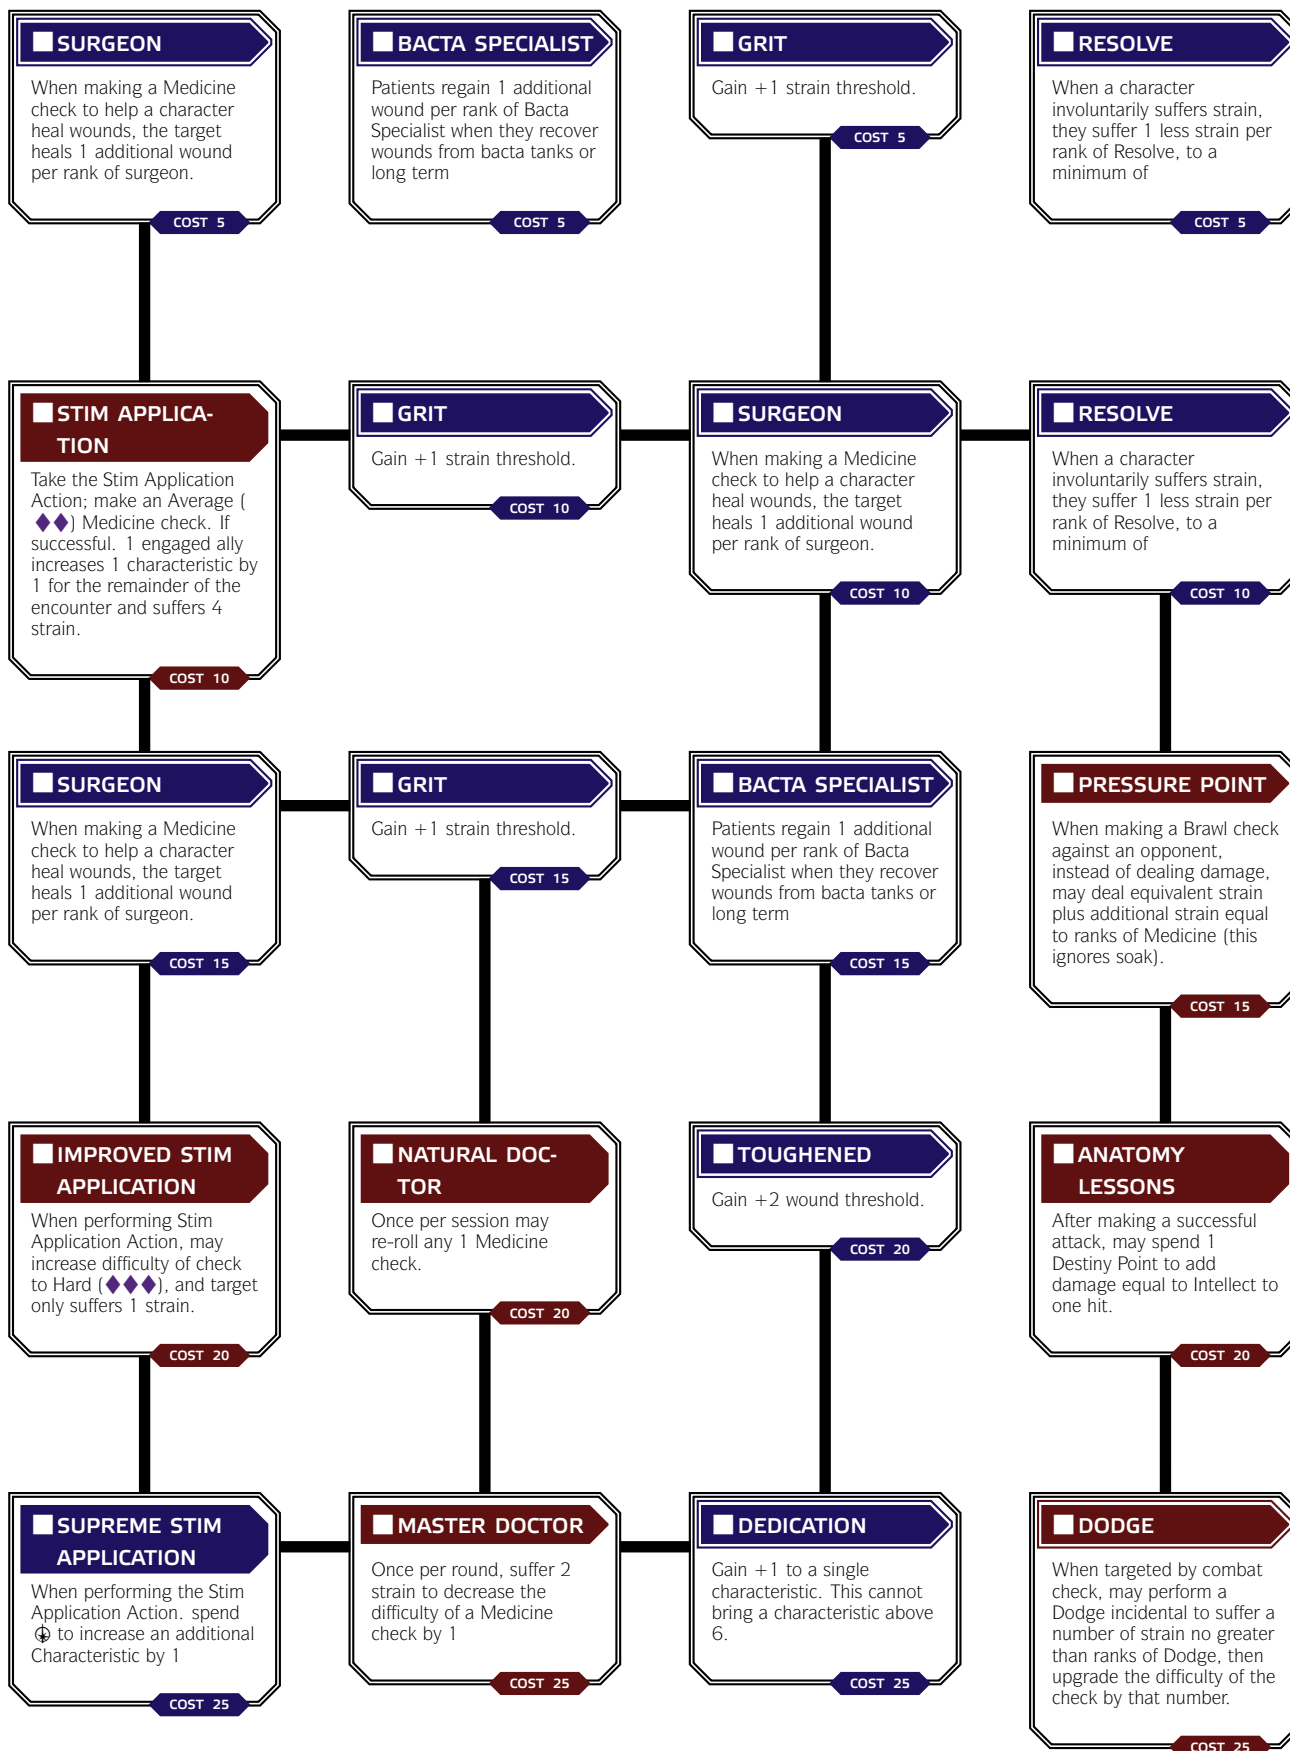 SURGEON
When making a Medicine
check to help a character
heal wounds, the target
heals 1 additional wound
per rank of surgeon.
COST 5
BACTA SPECIALIST
Patients regain 1 additional
wound per rank of Bacta
Specialist when they recover
wounds from bacta tanks or
long term
COST 5
GRIT
Gain +1 strain threshold.
COST 5
RESOLVE
When a character
involuntarily suffers strain,
they suffer 1 less strain per
rank of Resolve, to a
minimum of
COST 5
STIM APPLICA-
TION
Take the Stim Application
Action; make an Average (
♦♦) Medicine check. If
successful. 1 engaged ally
increases 1 characteristic by
1 for the remainder of the
encounter and suffers 4
strain.
COST 10
GRIT
Gain +1 strain threshold.
COST 10
SURGEON
When making a Medicine
check to help a character
heal wounds, the target
heals 1 additional wound
per rank of surgeon.
COST 10
RESOLVE
When a character
involuntarily suffers strain,
they suffer 1 less strain per
rank of Resolve, to a
minimum of
COST 10
SURGEON
When making a Medicine
check to help a character
heal wounds, the target
heals 1 additional wound
per rank of surgeon.
COST 15
GRIT
Gain +1 strain threshold.
COST 15
BACTA SPECIALIST
Patients regain 1 additional
wound per rank of Bacta
Specialist when they recover
wounds from bacta tanks or
long term
COST 15
PRESSURE POINT
When making a Brawl check
against an opponent,
instead of dealing damage,
may deal equivalent strain
plus additional strain equal
to ranks of Medicine (this
ignores soak).
COST 15
IMPROVED STIM
APPLICATION
When performing Stim
Application Action, may
increase difficulty of check
to Hard (♦♦♦), and target
only suffers 1 strain.
COST 20
NATURAL DOC-
TOR
Once per session may
re-roll any 1 Medicine
check.
COST 20
TOUGHENED
Gain +2 wound threshold.
COST 20
ANATOMY
LESSONS
After making a successful
attack, may spend 1
Destiny Point to add
damage equal to Intellect to
one hit.
COST 20
SUPREME STIM
APPLICATION
When performing the Stim
Application Action. spend
to increase an additional
Characteristic by 1
COST 25
MASTER DOCTOR
Once per round, suffer 2
strain to decrease the
difficulty of a Medicine
check by 1
COST 25
DEDICATION
Gain +1 to a single
characteristic. This cannot
bring a characteristic above
6.
COST 25
DODGE
When targeted by combat
check, may perform a
Dodge incidental to suffer a
number of strain no greater
than ranks of Dodge, then
upgrade the difficulty of the
check by that number.
COST 25